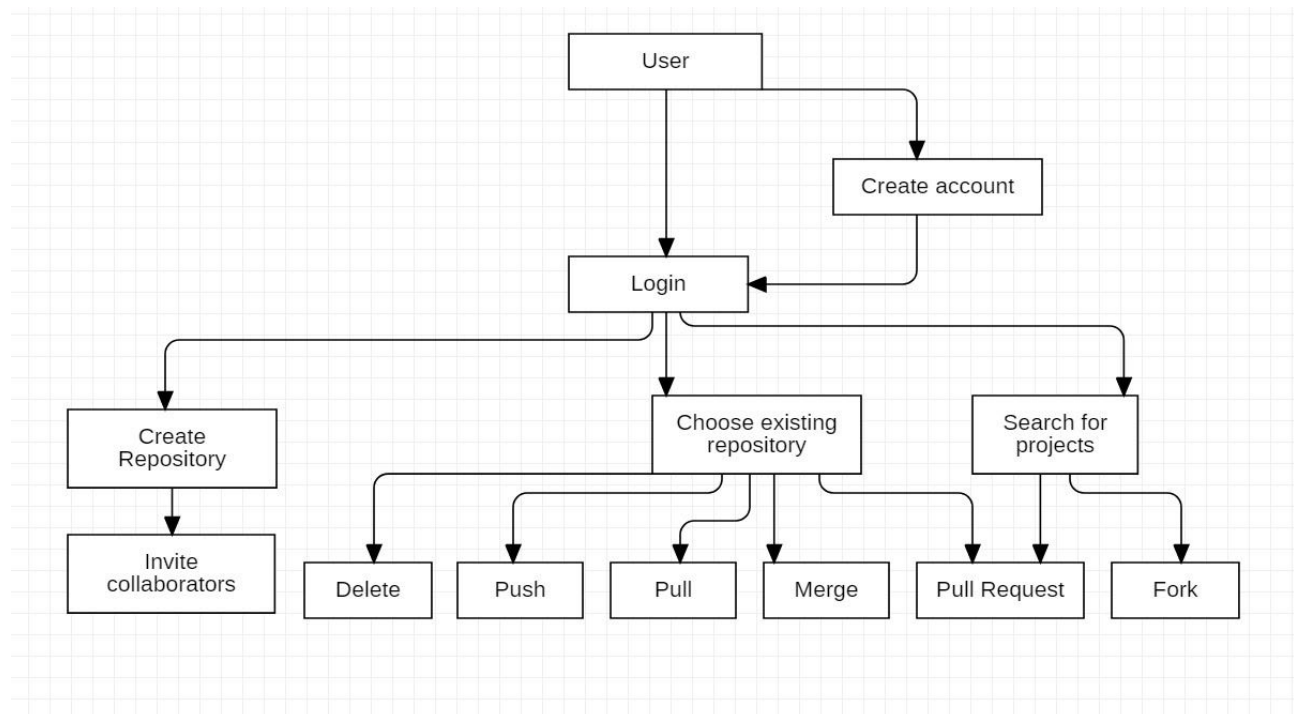 User
Create account
Login
Create
Repository
Choose existing
repository
Search for
projects
Invite
collaborators
Delete
Push
Pull
Merge
Pull Request
Fork